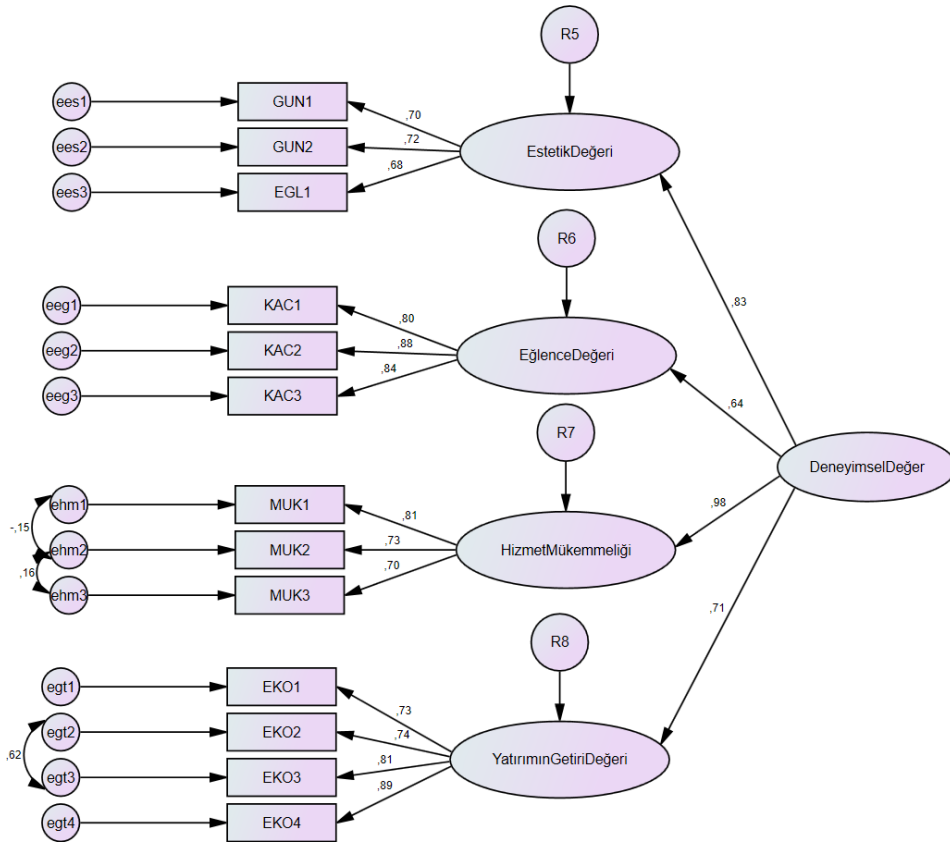 R5
ees1
GUN1
,70
ees2
GUN2
,72
EstetikDeğeri
ees3
EGL1
,68
R6
,83
eeg1
KAC1
,80
eeg2
KAC2
,88
EğlenceDeğeri
eeg3
KAC3
,84
,64
R7
DeneyimselDeğer
ehm1
MUK1
,81
,98
-,15
ehm2
MUK2
,73
HizmetMükemmeliği
,16
ehm3
MUK3
,70
,71
R8
egt1
EKO1
,73
egt2
EKO2
,74
,62
YatırımınGetiriDeğeri
egt3
EKO3
,81
egt4
EKO4
,89